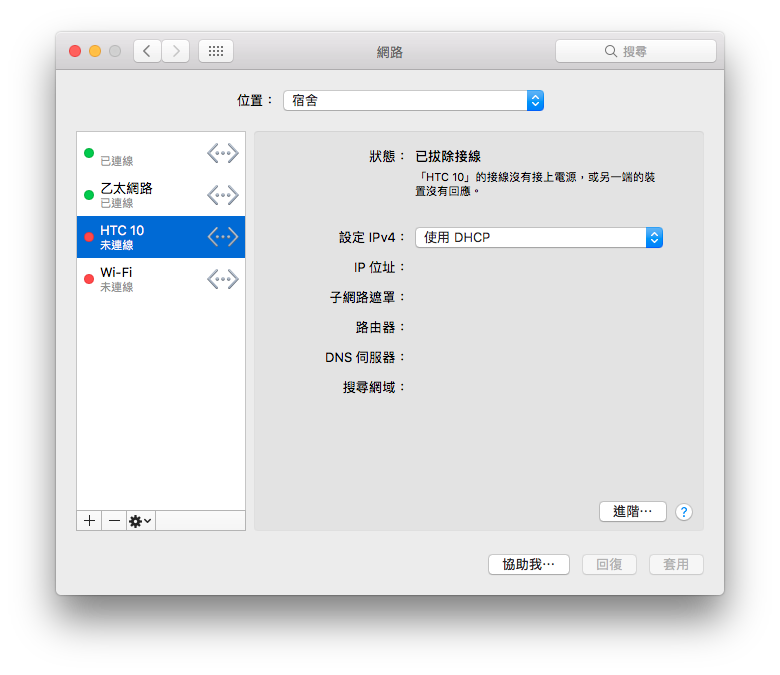 網路
搜尋
位置：
宿舍
已連線
乙太網路
已連線
HTC 10
未連線
Wi-Fi
未連線
狀態：
已拔除接線
「HTC 10」的接線沒有接上電源，或另一端的裝
置沒有回應。
設定 IPv4：
使用 DHCP
IP 位址：
子網路遮罩：
路由器：
DNS 伺服器：
搜尋網域：
進階⋯
?
協助我⋯
回復
套用